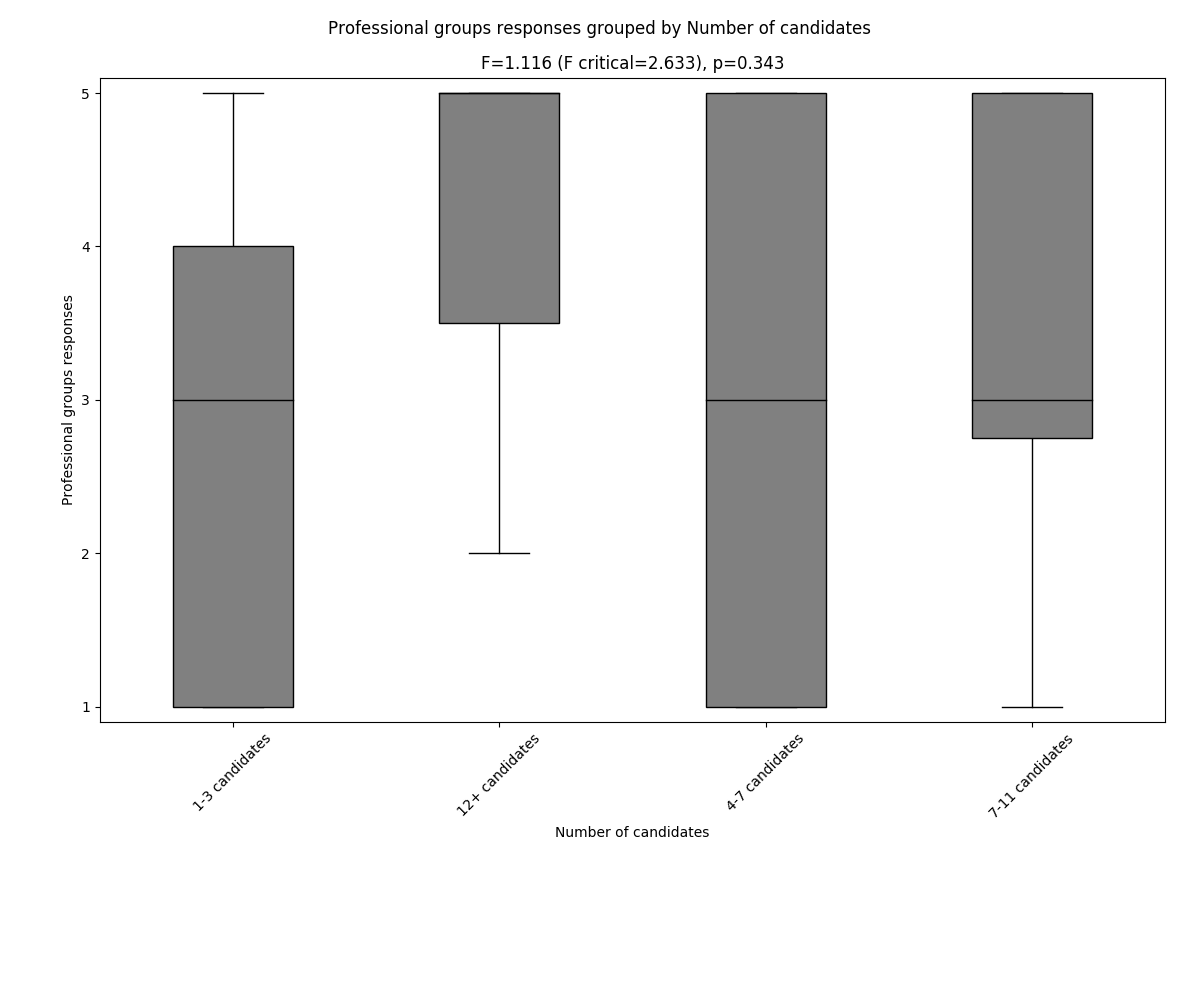 Professional groups responses grouped by Number of candidates
F=1.116 (F critical=2.633), p=0.343
Professional groups responses
5
4
3
2
1
1-3 candidates
12+ candidates
4-7 candidates
7-11 candidates
Number of candidates